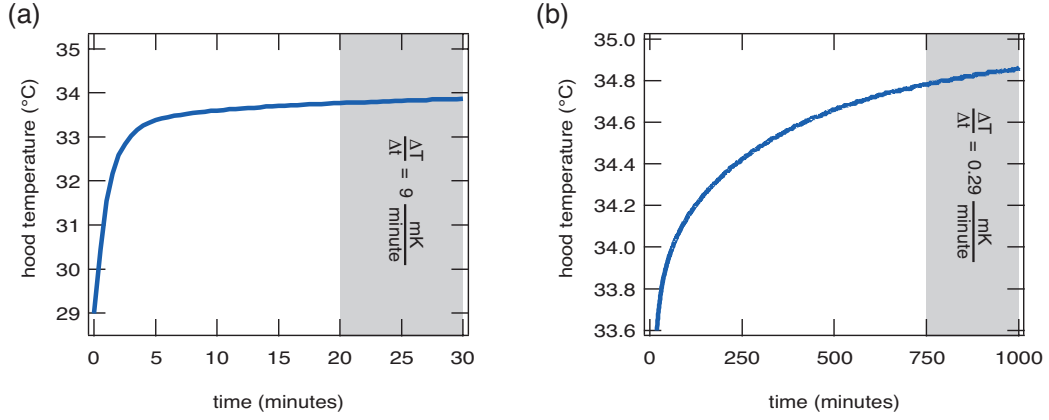 (a)
35
34
33
32
31
30
29
hood temperature (°C)
ΔT
Δt
= 9
mK
minute
0
5
10
15
20
25
30
time (minutes)
(b)
35.0
34.8
34.6
34.4
34.2
34.0
33.8
33.6
hood temperature (°C)
ΔT
Δt
= 0.29
mK
minute
0
250
500
750
1000
time (minutes)